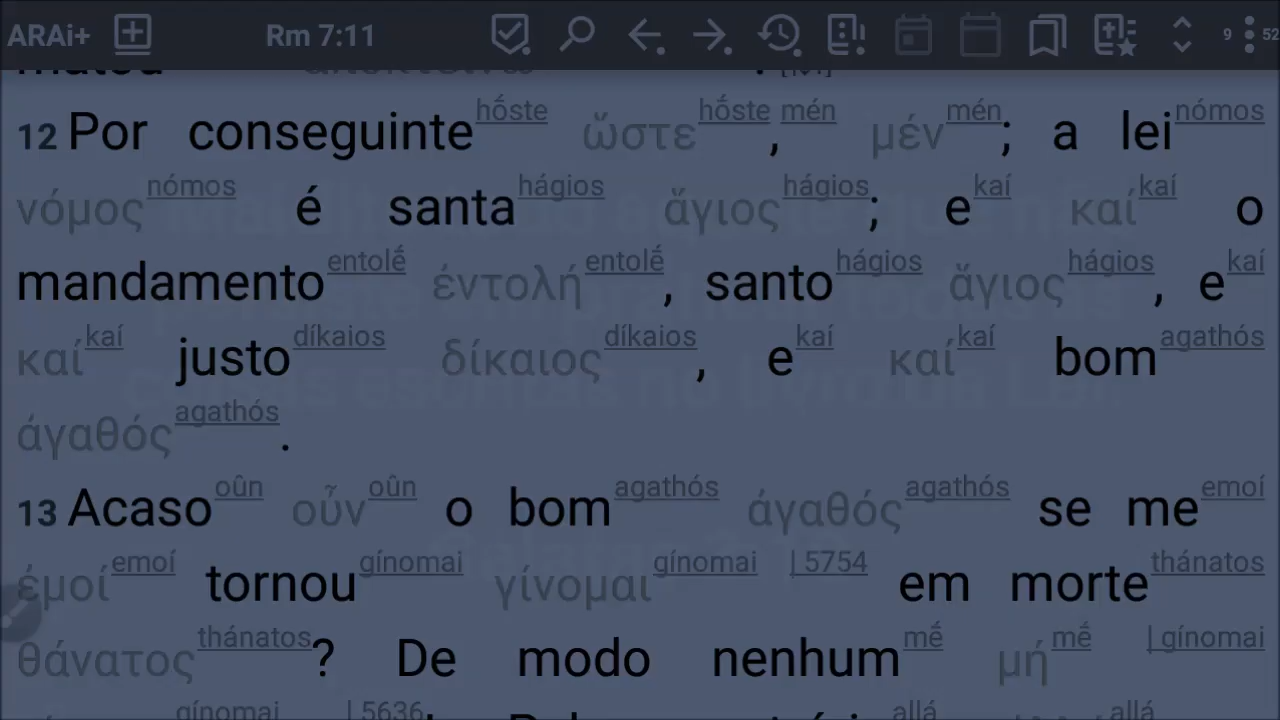 ARAi+ Rm 7:11 9 52
12 Por conseguinte hṓste ὥστε hṓste , mén μέν mén ; a lei nómos
νόμος nómos é santa hágios ἅγιος hágios ; e kaí καί kaí o
mandamento entolḗ ἐντολή entolḗ , santo hágios ἅγιος hágios , e kaí
καί kaí justo díkaios δίκαιος díkaios , e kaí καί kaí bom agathós
ἀγαθός agathós .
13 Acaso oûn οὖν oûn o bom agathós ἀγαθός agathós se me emoí
ἐμοί emoí tornou gínomai γίνομαι gínomai | 5754 em morte thánatos
θάνατος thánatos ? De modo nenhum mḗ μή mḗ | gínomai
gínomai | 5636 allá allá